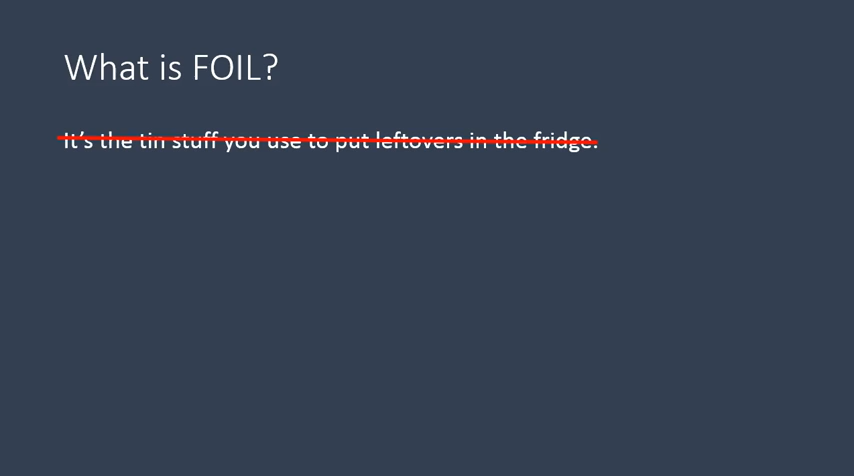 What is FOIL?
It's the tin stuff you use to put leftovers in the fridge.